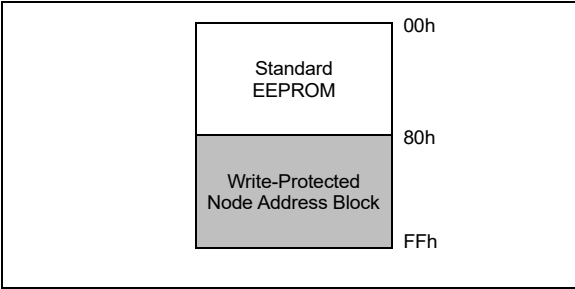 00h
Standard
EEPROM
80h
Write-Protected
Node Address Block
FFh